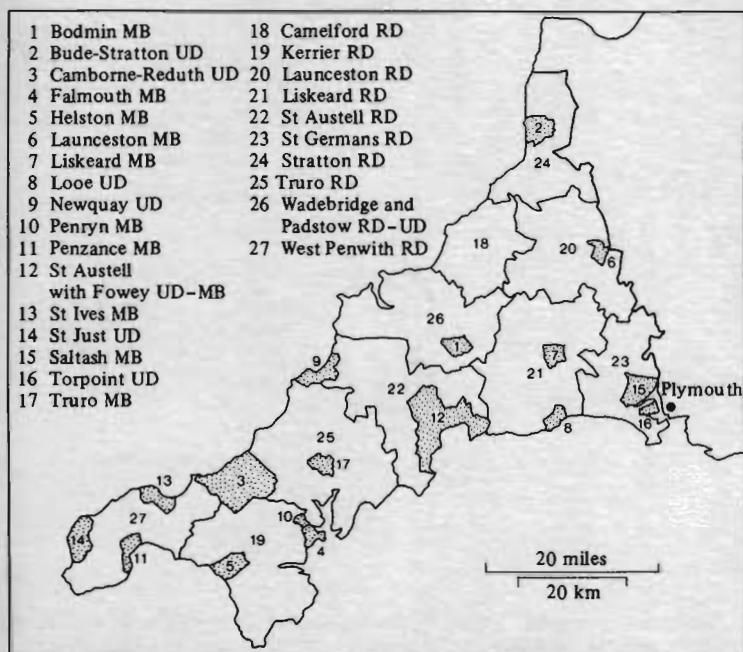 1 Bodmin MB
2 Bude-Stratton UD
3 Camborne-Reduth UD
4 Falmouth MB
5 Helston MB
6 Launceston MB
7 Liskeard MB
8 Looe UD
9 Newquay UD
10 Penryn MB
11 Penzance MB
12 St Austell
with Fowey UD-MB
13 St Ives MB
14 St Just UD
15 Saltash MB
16 Torpoint UD
17 Truro MB
18 Camelford RD
19 Kerrier RD
20 Launceston RD
21 Liskeard RD
22 St Austell RD
23 St Germans RD
24 Stratton RD
25 Truro RD
26 Wadebridge and
Padstow RD-UD
27 West Penwith RD
2
24
18
20
6
26
1
9
7
23
22
21
15
Plymouth
12
16
8
25
17
13
3
27
10
14
19
11
4
5
20 miles
20 km